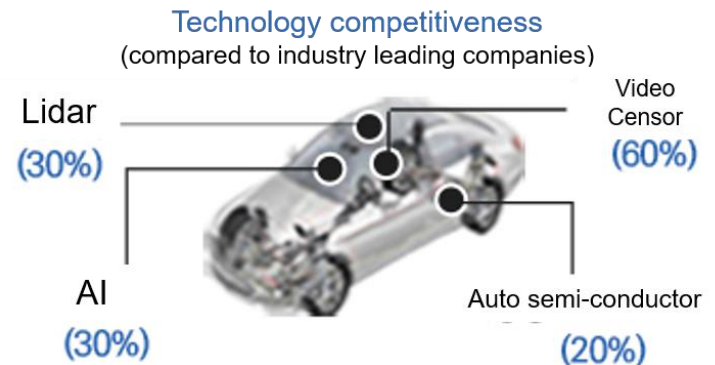 Technology competitiveness
(compared to industry leading companies)
Lidar
(30%)
Video
Censor
(60%)
AI
(30%)
Auto semi-conductor
(20%)